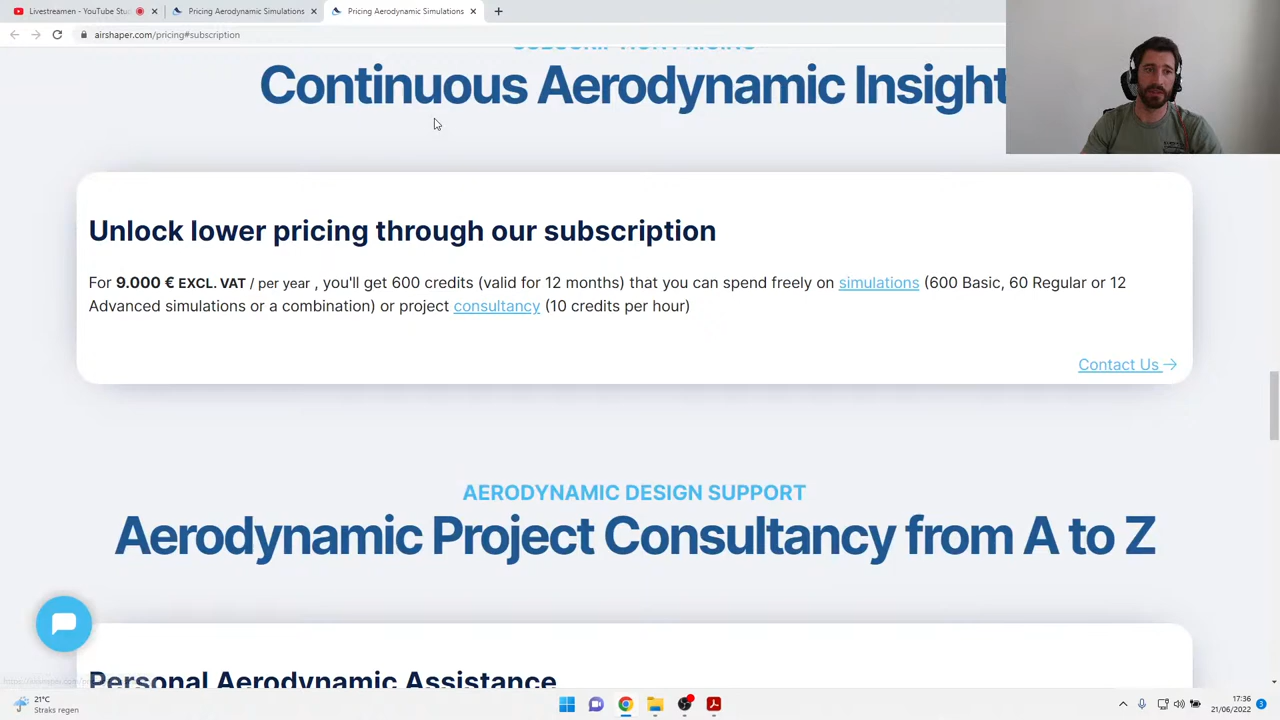 Livestreamen - YouTube Stu
Pricing Aerodynamic Simulations
Pricing Aerodynamic Simulations
airshaper.com/pricing#subscription
SUBSCRIPTION PRICING
Continuous Aerodynamic Insight
Unlock lower pricing through our subscription
For 9.000 € EXCL. VAT / per year , you'll get 600 credits (valid for 12 months) that you can spend freely on simulations (600 Basic, 60 Regular or 12
Advanced simulations or a combination) or project consultancy (10 credits per hour)
Contact Us →
AERODYNAMIC DESIGN SUPPORT
Aerodynamic Project Consultancy from A to Z
Personal Aerodynamic Assistance
21°C
Straks regen
17:36
21/06/2022
3